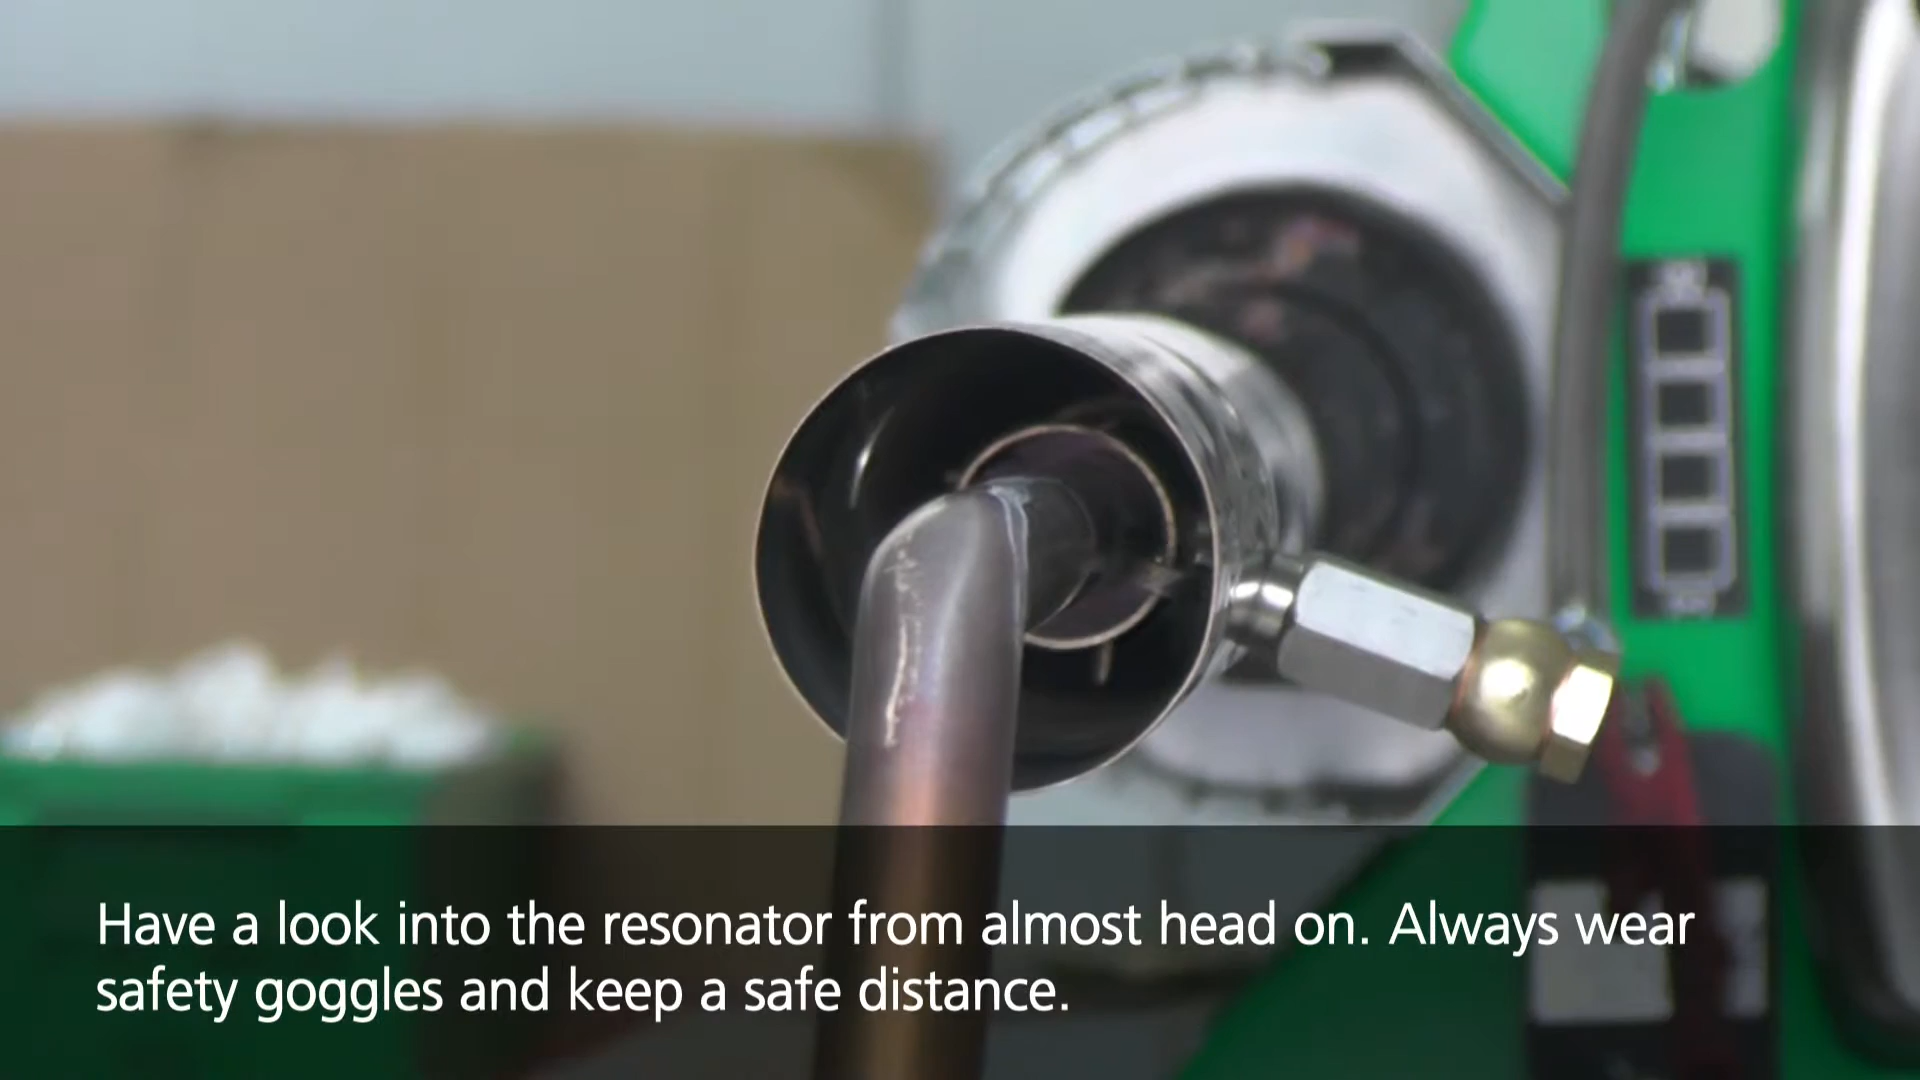 Have a look into the resonator from almost head on. Always wear
safety goggles and keep a safe distance.